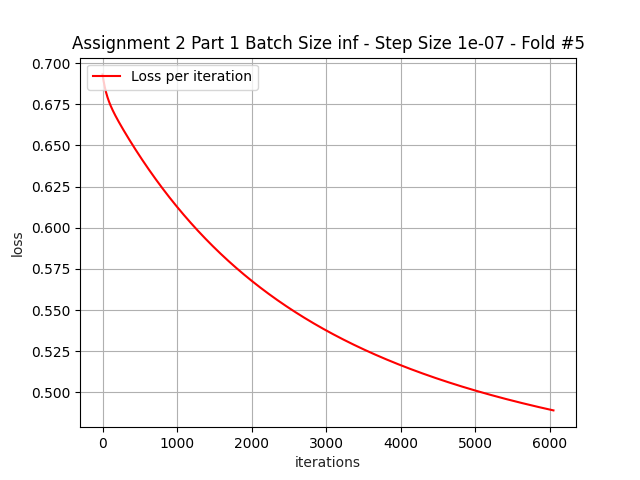 Assignment 2 Part 1 Batch Size inf - Step Size 1e-07 - Fold #5
Loss per iteration
0.700
0.675
0.650
0.625
0.600
0.575
0.550
0.525
0.500
loss
0 1000 2000 3000 4000 5000 6000
iterations